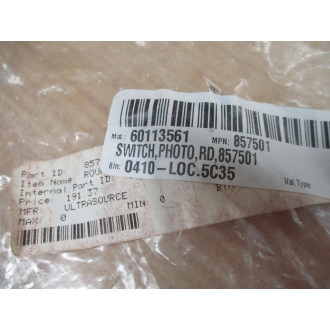 Mat.: 60113561 MPN: 857501
SWITCH,PHOTO,RD,857501
Bin: 0410-LOC.5C35
Val.Type:
Part ID: 857
Item Name: ROU
Internal Part ID:
Price: 191.37
MFR: ULTRASOURCE
MAX: 0 MIN 0